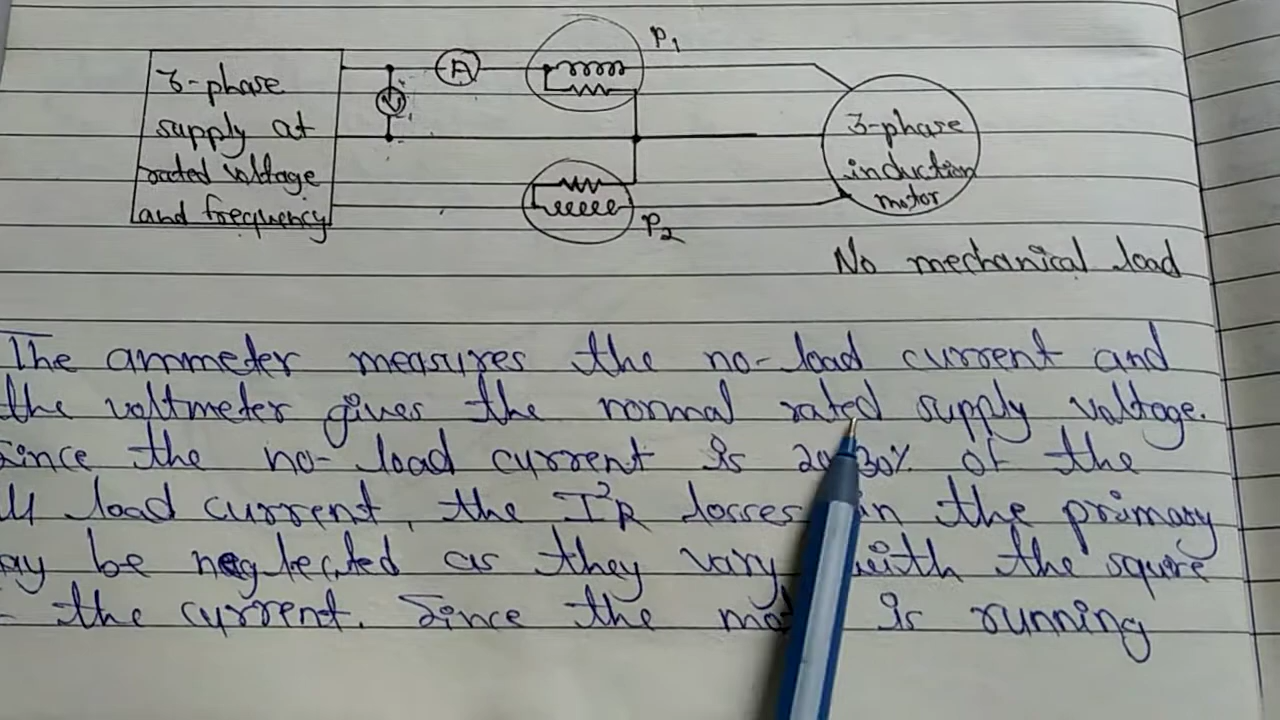 3-phase
supply at
rated voltage
and frequency
V
A
P1
P2
3-phase
induction
motor
No mechanical load
The ammeter measures the no-load current and
the voltmeter gives the normal rated supply voltage.
Since the no-load current is 20 30% of the
load current, the I²R losses in the primary
be neglected as they vary with the square
the current. Since the is running